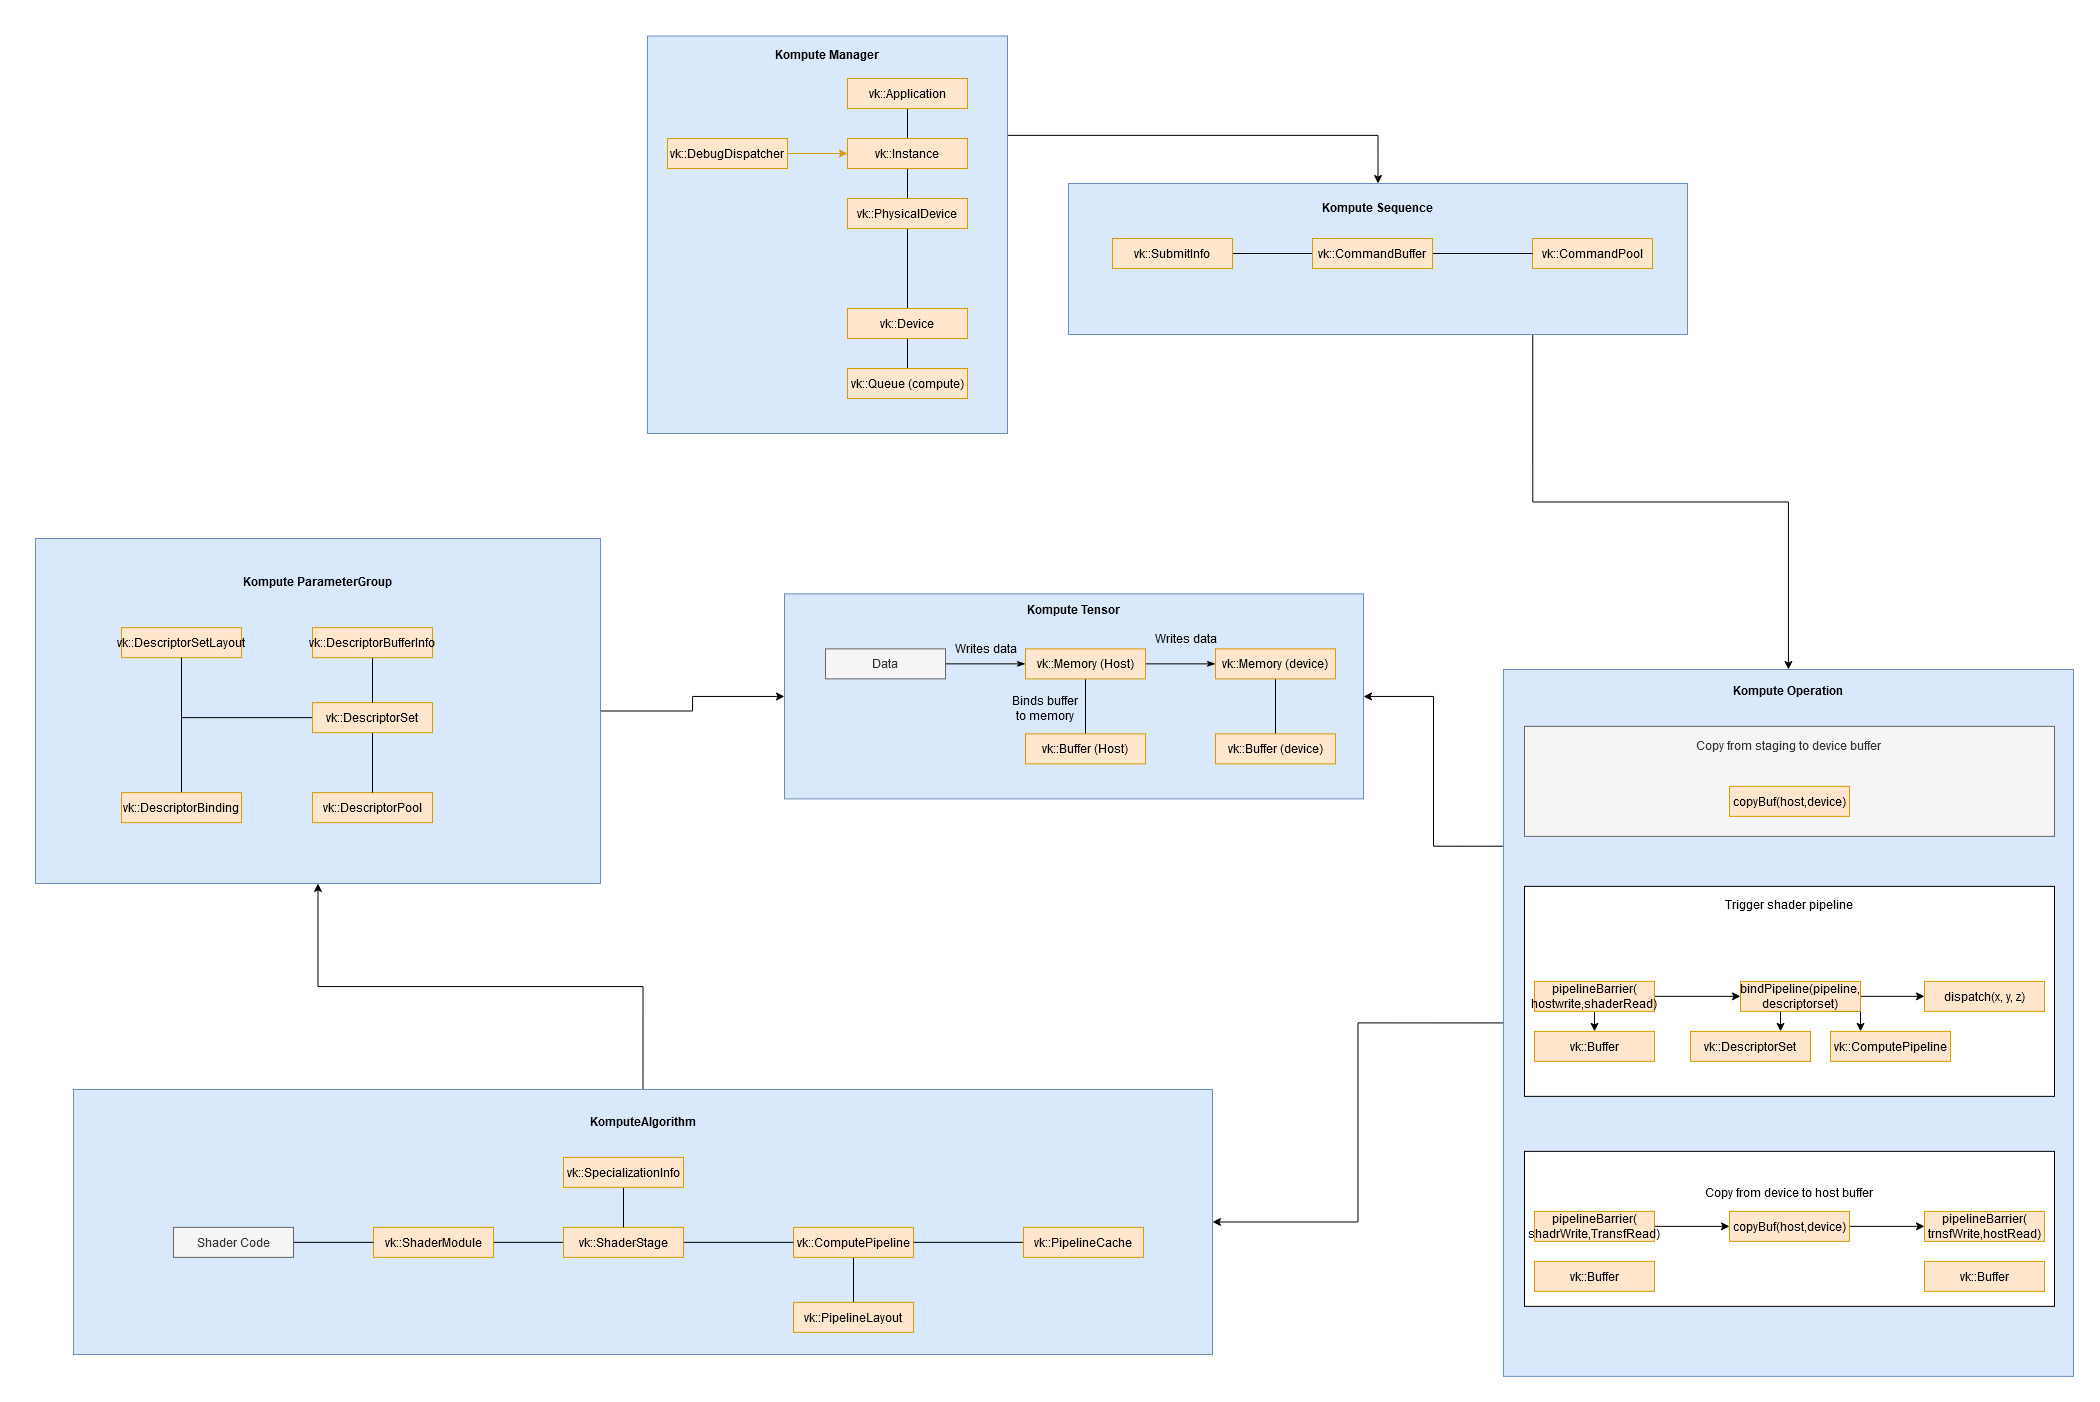 Kompute Manager
vk::Application
vk::DebugDispatcher
vk::Instance
vk::PhysicalDevice
vk::Device
vk::Queue (compute)
Kompute Sequence
vk::SubmitInfo
vk::CommandBuffer
vk::CommandPool
Kompute ParameterGroup
vk::DescriptorSetLayout
vk::DescriptorBufferInfo
vk::DescriptorSet
vk::DescriptorBinding
vk::DescriptorPool
Kompute Tensor
Data
Writes data
vk::Memory (Host)
Writes data
vk::Memory (device)
Binds buffer
to memory
vk::Buffer (Host)
vk::Buffer (device)
Kompute Operation
Copy from staging to device buffer
copyBuf(host,device)
Trigger shader pipeline
pipelineBarrier(
hostwrite,shaderRead)
bindPipeline(pipeline,
descriptorset)
dispatch(x, y, z)
vk::Buffer
vk::DescriptorSet
vk::ComputePipeline
Copy from device to host buffer
pipelineBarrier(
shadrWrite,TransfRead)
copyBuf(host,device)
pipelineBarrier(
trnsfWrite,hostRead)
vk::Buffer
vk::Buffer
KomputeAlgorithm
vk::SpecializationInfo
Shader Code
vk::ShaderModule
vk::ShaderStage
vk::ComputePipeline
vk::PipelineCache
vk::PipelineLayout